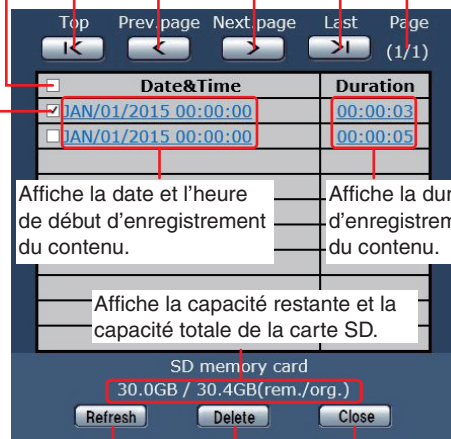 Top Prev.page Next.page Last Page
(1/1)
Date&Time Duration
JAN/01/2015 00:00:00 00:00:03
JAN/01/2015 00:00:00 00:00:05
Affiche la date et l'heure
de début d'enregistrement
du contenu.
Affiche la
d'enregistrem
du contenu.
Affiche la capacité restante et la
capacité totale de la carte SD.
SD memory card
30.0GB / 30.4GB(rem./org.)
Refresh Delete Close